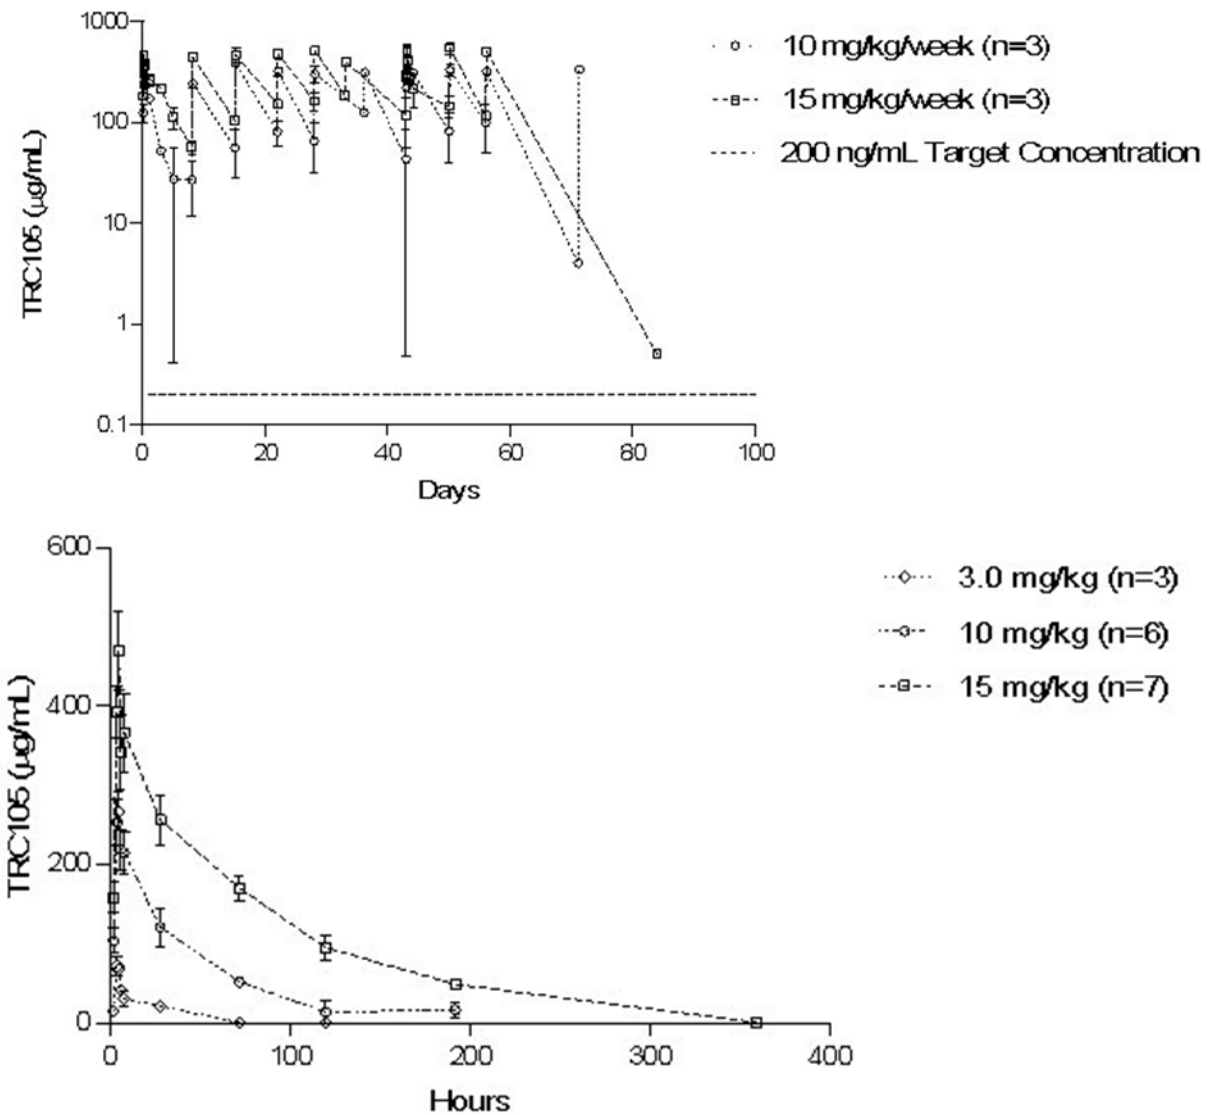 1000
100
10
1
0.1
TRC105 (μg/mL)
0
20
40
60
80
100
Days
10 mg/kg/week (n=3)
15 mg/kg/week (n=3)
200 ng/mL Target Concentration
600
400
200
0
TRC105 (μg/mL)
0
100
200
300
400
Hours
3.0 mg/kg (n=3)
10 mg/kg (n=6)
15 mg/kg (n=7)